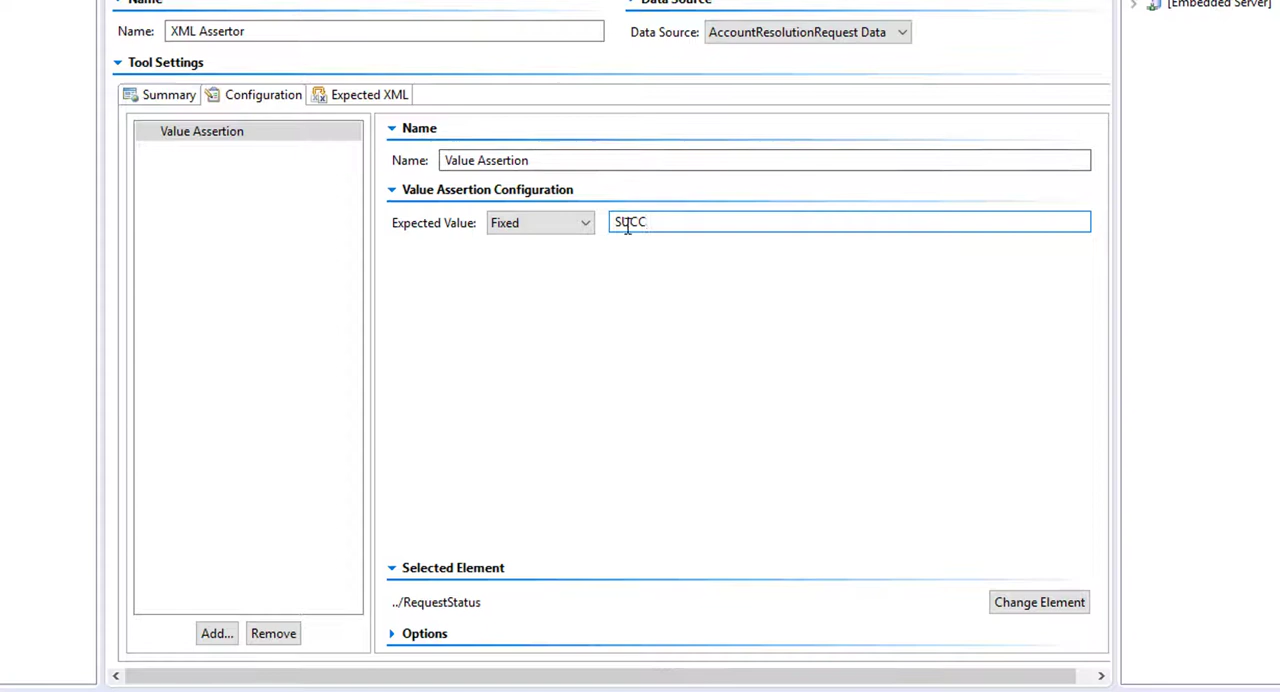 Name
Data Source
[Embedded Server]
Name: XML Assertor
Data Source: AccountResolutionRequest Data
Tool Settings
Summary Configuration Expected XML
Value Assertion
Name
Name: Value Assertion
Value Assertion Configuration
Expected Value: Fixed SUCC
Selected Element
../RequestStatus
Change Element
Add... Remove
Options